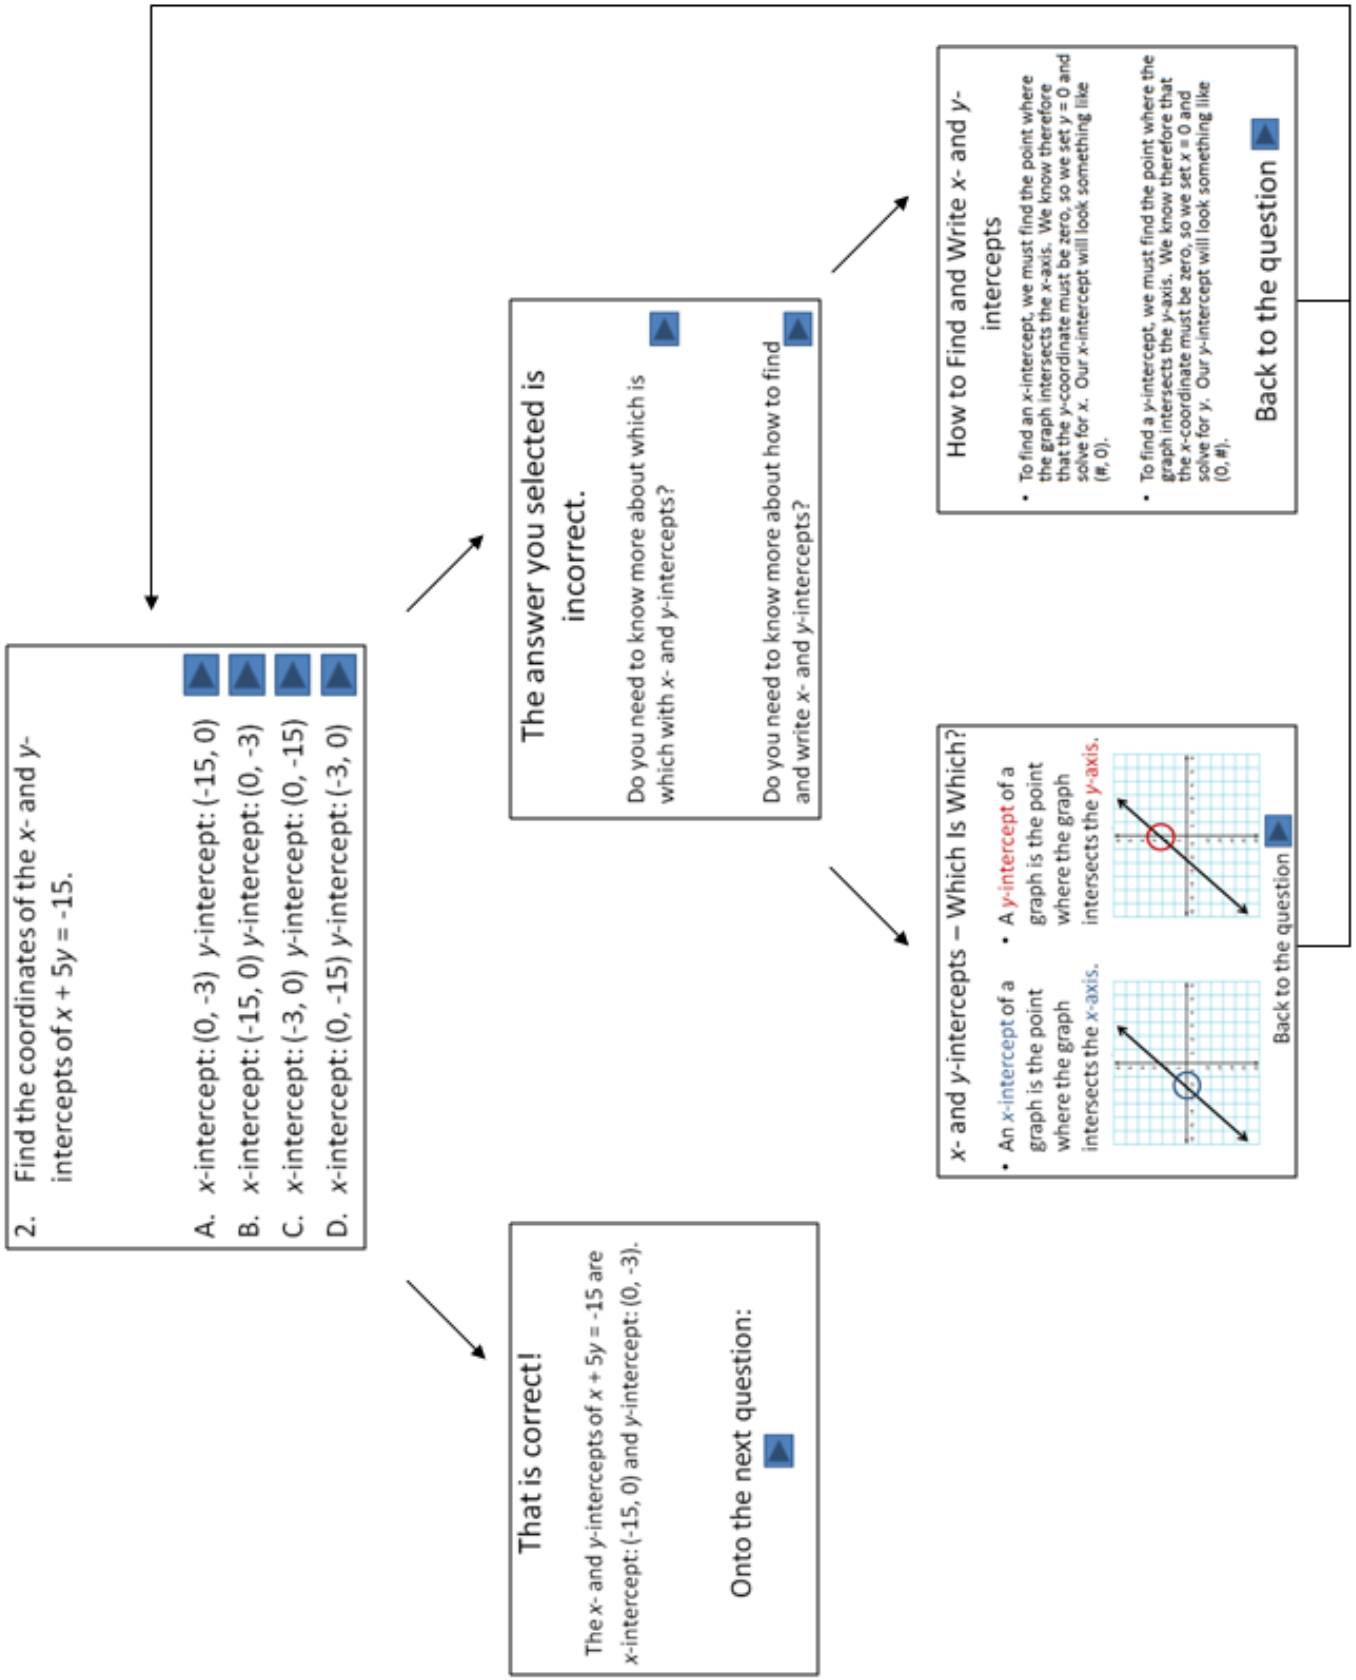 2. Find the coordinates of the x- and y-
intercepts of x + 5y = -15.
A. x-intercept: (0, -3) y-intercept: (-15, 0)
B. x-intercept: (-15, 0) y-intercept: (0, -3)
C. x-intercept: (-3, 0) y-intercept: (0, -15)
D. x-intercept: (0, -15) y-intercept: (-3, 0)
That is correct!
The x- and y-intercepts of x + 5y = -15 are
x-intercept: (-15, 0) and y-intercept: (0, -3).
Onto the next question:
The answer you selected is
incorrect.
Do you need to know more about which is
which with x- and y-intercepts?
Do you need to know more about how to find
and write x- and y-intercepts?
x- and y-intercepts – Which Is Which?
• An x-intercept of a
graph is the point
where the graph
intersects the x-axis.
• A y-intercept of a
graph is the point
where the graph
intersects the y-axis.
Back to the question
How to Find and Write x- and y-
intercepts
• To find an x-intercept, we must find the point where
the graph intersects the x-axis. We know therefore
that the y-coordinate must be zero, so we set y = 0 and
solve for x. Our x-intercept will look something like
(#, 0).
• To find a y-intercept, we must find the point where the
graph intersects the y-axis. We know therefore that
the x-coordinate must be zero, so we set x = 0 and
solve for y. Our y-intercept will look something like
(0, #).
Back to the question